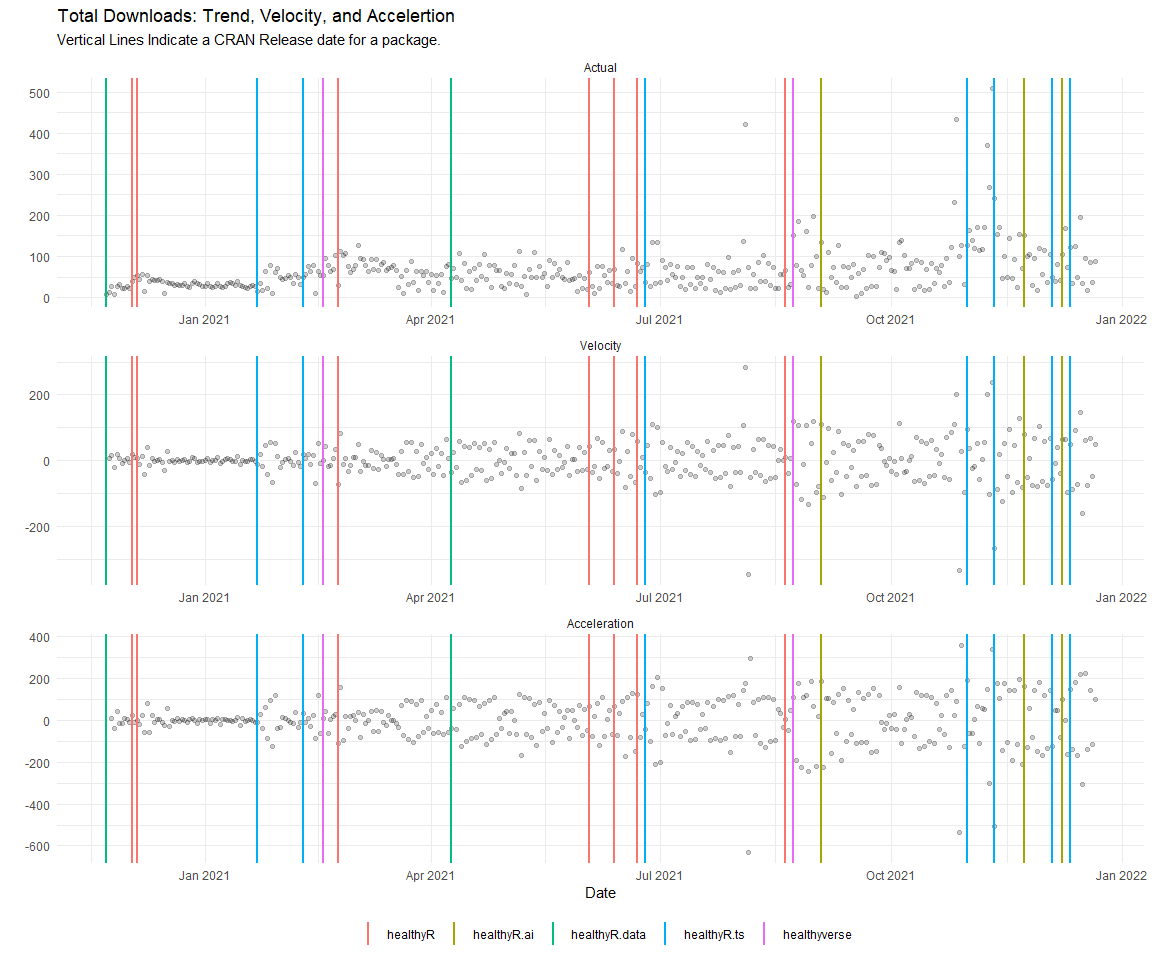 Total Downloads: Trend, Velocity, and Accelertion
Vertical Lines Indicate a CRAN Release date for a package.
Actual
500
400
300
200
100
0
Jan 2021 Apr 2021 Jul 2021 Oct 2021 Jan 2022
Velocity
200
0
-200
Jan 2021 Apr 2021 Jul 2021 Oct 2021 Jan 2022
Acceleration
400
200
0
-200
-400
-600
Jan 2021 Apr 2021 Jul 2021 Oct 2021 Jan 2022
Date
healthyR healthyR.ai healthyR.data healthyR.ts healthyverse